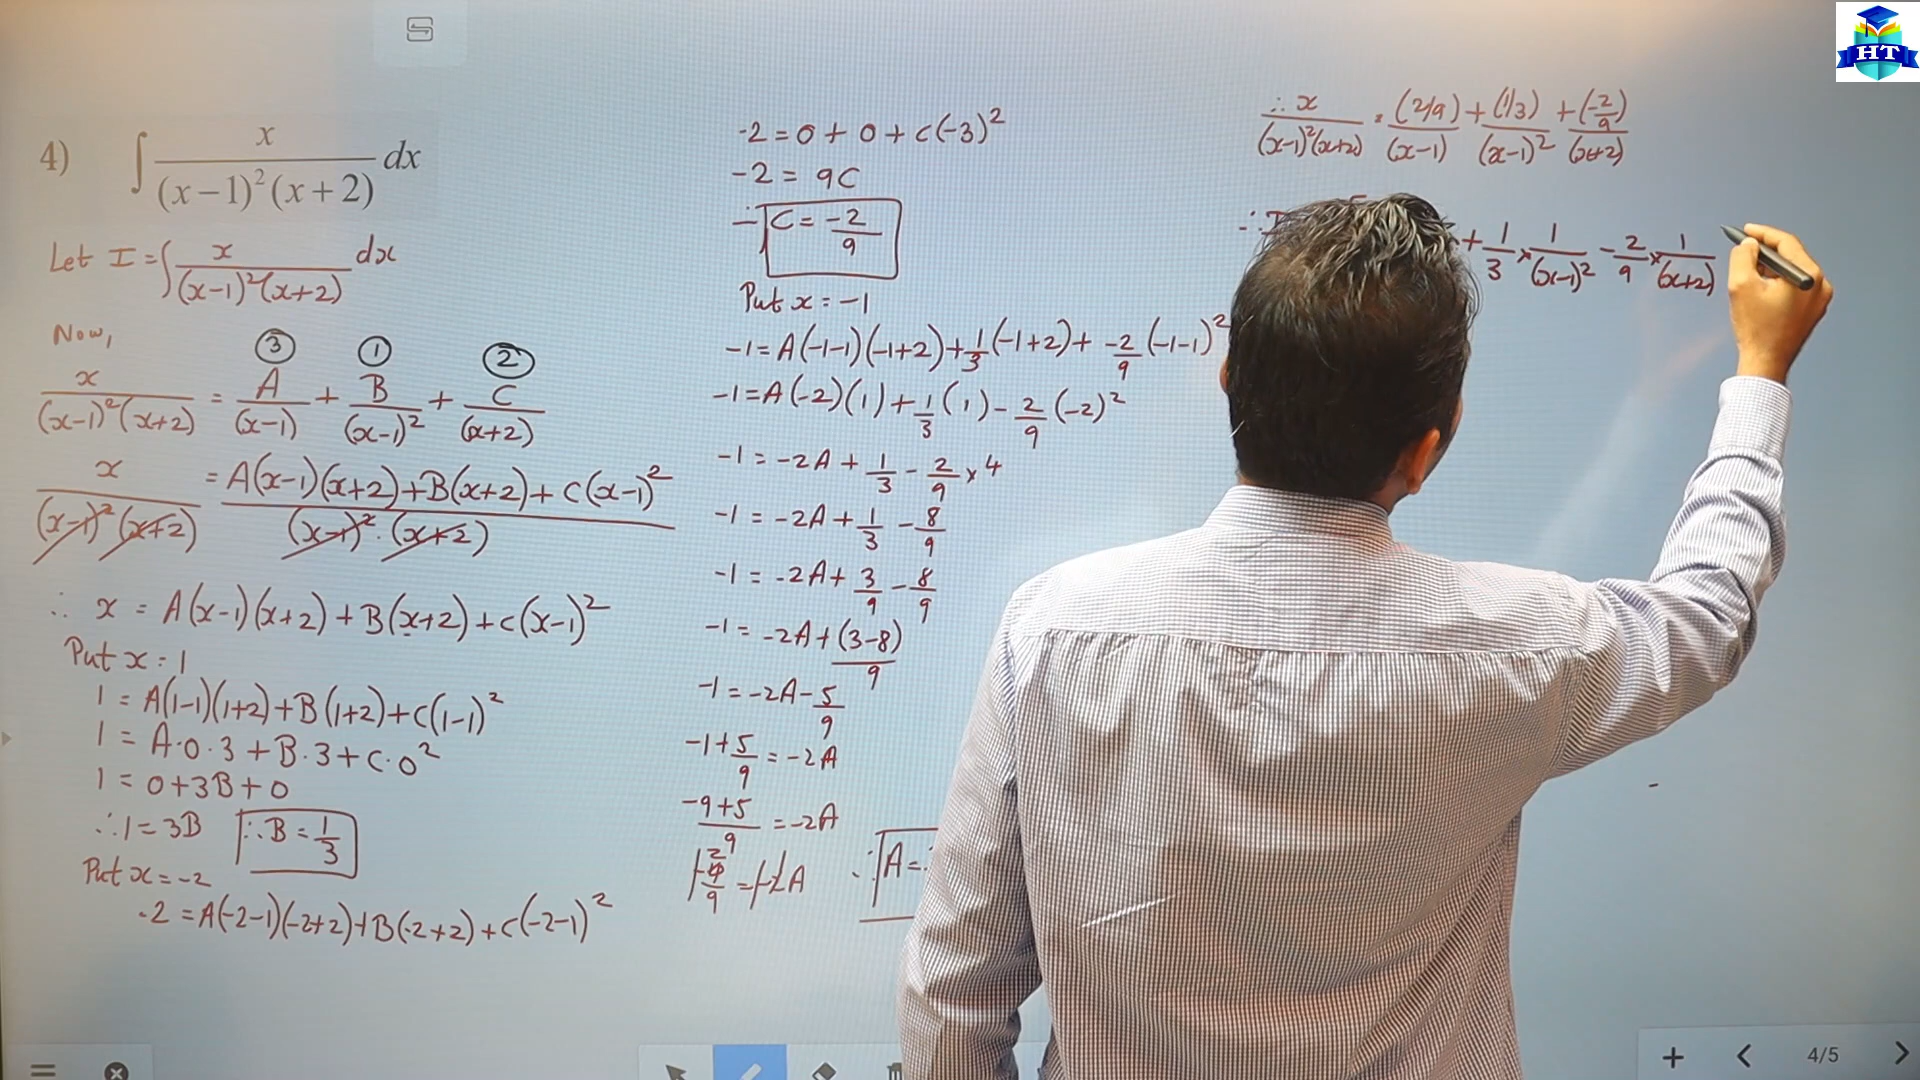 4) ∫ x/((x−1)²(x+2)) dx
Let I = ∫ x/((x-1)²(x+2)) dx
Now,
③ ① ②
x/((x-1)²(x+2)) = A/(x-1) + B/(x-1)² + C/(x+2)
x/((x-1)²(x+2)) = (A(x-1)(x+2)+B(x+2)+C(x-1)²)/((x-1)².(x+2))
∴ x = A(x-1)(x+2)+B(x+2)+C(x-1)²
Put x = 1
1 = A(1-1)(1+2)+B(1+2)+C(1-1)²
1 = A·0·3+B·3+C·0²
1 = 0+3B+0
∴ 1=3B ∴B = 1/3
Put x=-2
-2 = A(-2-1)(-2+2)+B(-2+2)+C(-2-1)²
-2 = 0 + 0 + C(-3)²
-2 = 9C
∴ C = -2/9
Put x = -1
-1 = A(-1-1)(-1+2)+1/3(-1+2)+ -2/9(-1-1)²
-1 = A(-2)(1)+1/3(1)-2/9(-2)²
-1 = -2A + 1/3 - 2/9×4
-1 = -2A+1/3-8/9
-1 = -2A+3/9-8/9
-1 = -2A+(3-8)/9
-1 = -2A-5/9
-1+5/9 = -2A
(-9+5)/9 = -2A
-4/9 = -2A ∴ A =
2
∴ x/((x-1)²(x+2)) = (2/9)/(x-1) + (1/3)/(x-1)² + (-2/9)/(x+2)
+ 1/3 × 1/(x-1)² - 2/9 × 1/(x+2)
HT
4/5